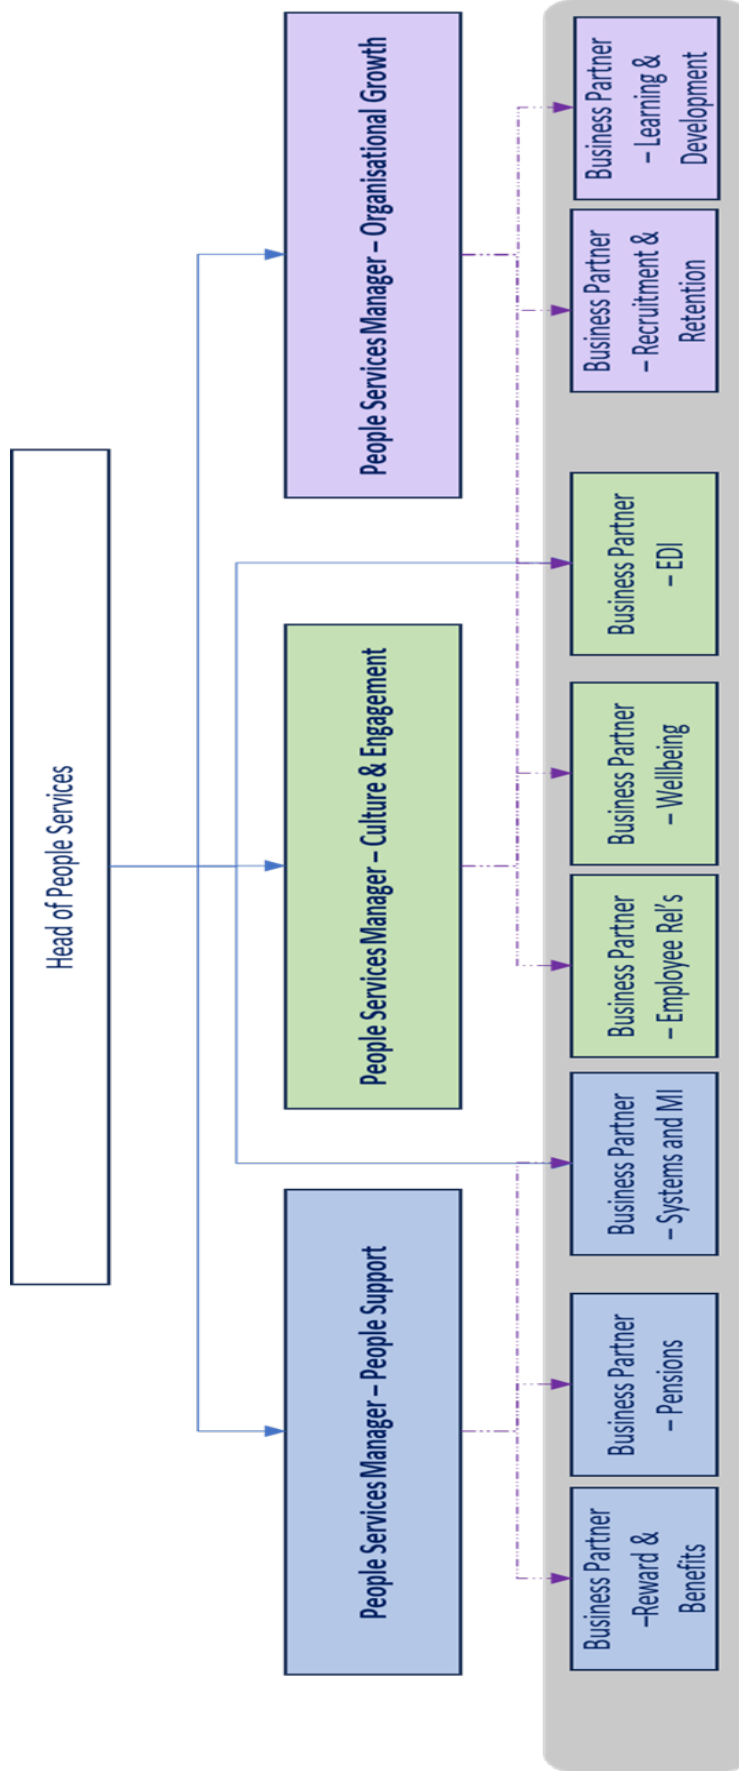 Head of People Services
People Services Manager – People Support
People Services Manager – Culture & Engagement
People Services Manager – Organisational Growth
Business Partner
–Reward &
Benefits
Business Partner
– Pensions
Business Partner
– Systems and MI
Business Partner
– Employee Rel's
Business Partner
– Wellbeing
Business Partner
– EDI
Business Partner
– Recruitment &
Retention
Business Partner
– Learning &
Development